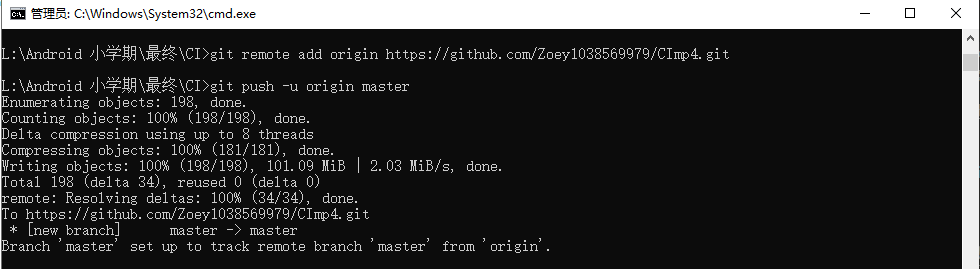 管理员: C:\Windows\System32\cmd.exe
L:\Android 小学期\最终\CI>git remote add origin https://github.com/Zoey1038569979/CImp4.git
L:\Android 小学期\最终\CI>git push -u origin master
Enumerating objects: 198, done.
Counting objects: 100% (198/198), done.
Delta compression using up to 8 threads
Compressing objects: 100% (181/181), done.
Writing objects: 100% (198/198), 101.09 MiB | 2.03 MiB/s, done.
Total 198 (delta 34), reused 0 (delta 0)
remote: Resolving deltas: 100% (34/34), done.
To https://github.com/Zoey1038569979/CImp4.git
 * [new branch]      master -> master
Branch 'master' set up to track remote branch 'master' from 'origin'.